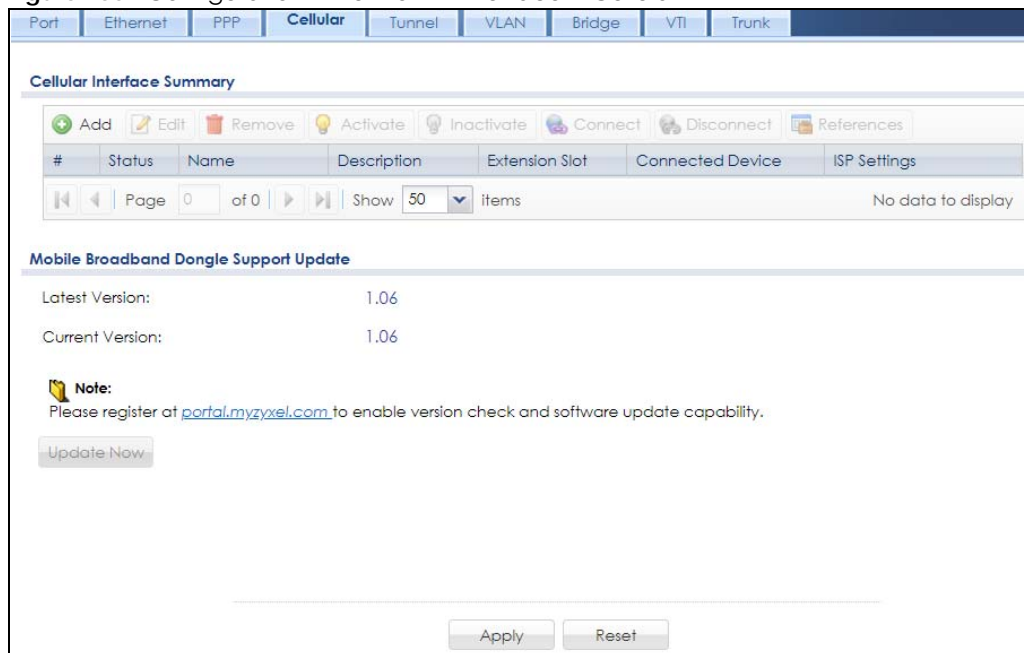 Port Ethernet PPP Cellular Tunnel VLAN Bridge VTI Trunk
Cellular Interface Summary
Add Edit Remove Activate Inactivate Connect Disconnect References
# Status Name Description Extension Slot Connected Device ISP Settings
Page 0 of 0 Show 50 items No data to display
Mobile Broadband Dongle Support Update
Latest Version: 1.06
Current Version: 1.06
Note:
Please register at portal.myzyxel.com to enable version check and software update capability.
Update Now
Apply Reset